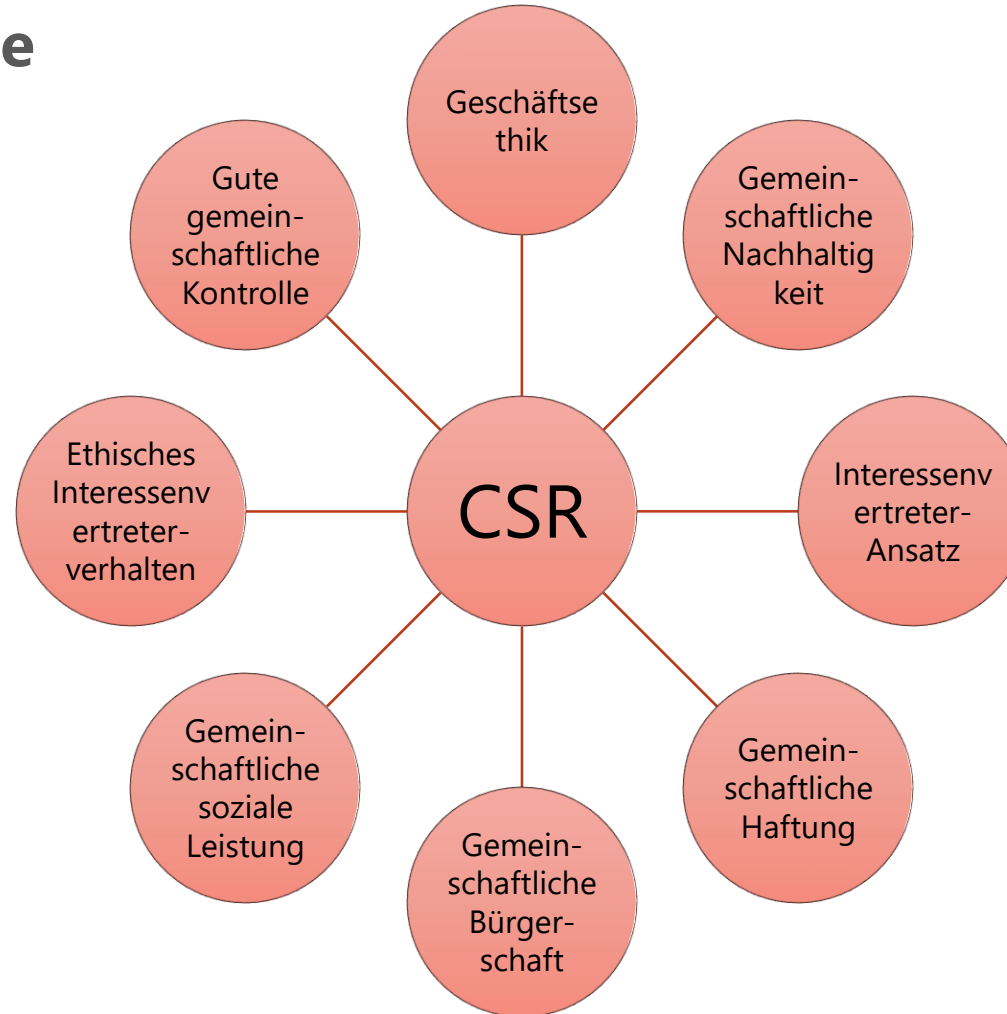 e
Geschäftse
thik
Gemein-
schaftliche
Nachhaltig
keit
Interessenv
ertreter-
Ansatz
Gemein-
schaftliche
Haftung
Gemein-
schaftliche
Bürger-
schaft
Gemein-
schaftliche
soziale
Leistung
Ethisches
Interessenv
ertreter-
verhalten
Gute
gemein-
schaftliche
Kontrolle
CSR